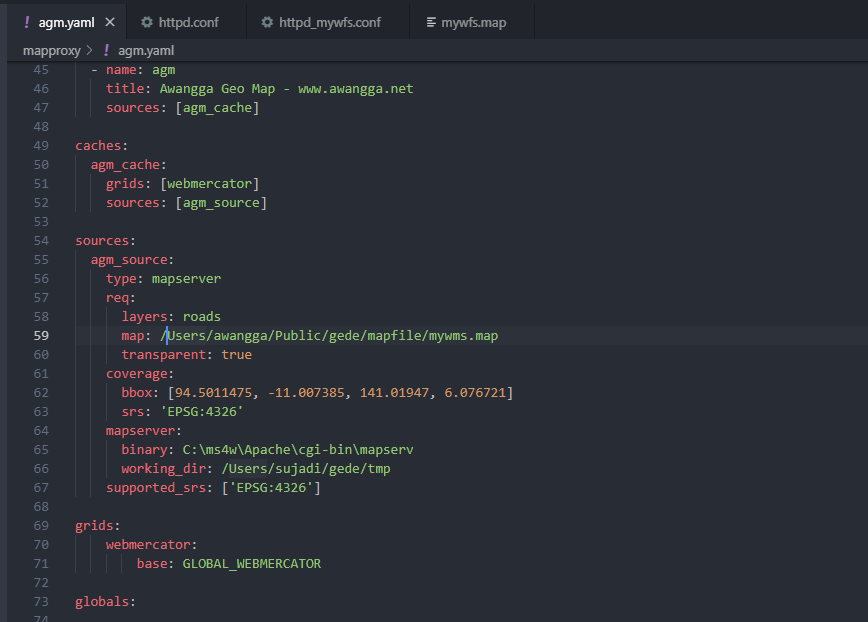 ! agm.yaml × httpd.conf httpd_mywfs.conf mywfs.map
mapproxy > ! agm.yaml
45 - name: agm
46 title: Awangga Geo Map - www.awangga.net
47 sources: [agm_cache]
48
49 caches:
50 agm_cache:
51 grids: [webmercator]
52 sources: [agm_source]
53
54 sources:
55 agm_source:
56 type: mapserver
57 req:
58 layers: roads
59 map: /Users/awangga/Public/gede/mapfile/mywms.map
60 transparent: true
61 coverage:
62 bbox: [94.5011475, -11.007385, 141.01947, 6.076721]
63 srs: 'EPSG:4326'
64 mapserver:
65 binary: C:\ms4w\Apache\cgi-bin\mapserv
66 working_dir: /Users/sujadi/gede/tmp
67 supported_srs: ['EPSG:4326']
68
69 grids:
70 webmercator:
71 base: GLOBAL_WEBMERCATOR
72
73 globals:
74